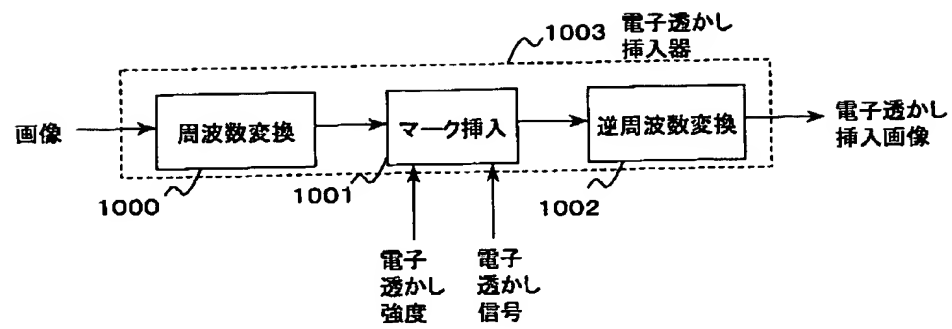 1003 電子透かし
挿入器
画像
周波数変換
マーク挿入
逆周波数変換
電子透かし
挿入画像
1000
1001
1002
電子
透かし
強度
電子
透かし
信号